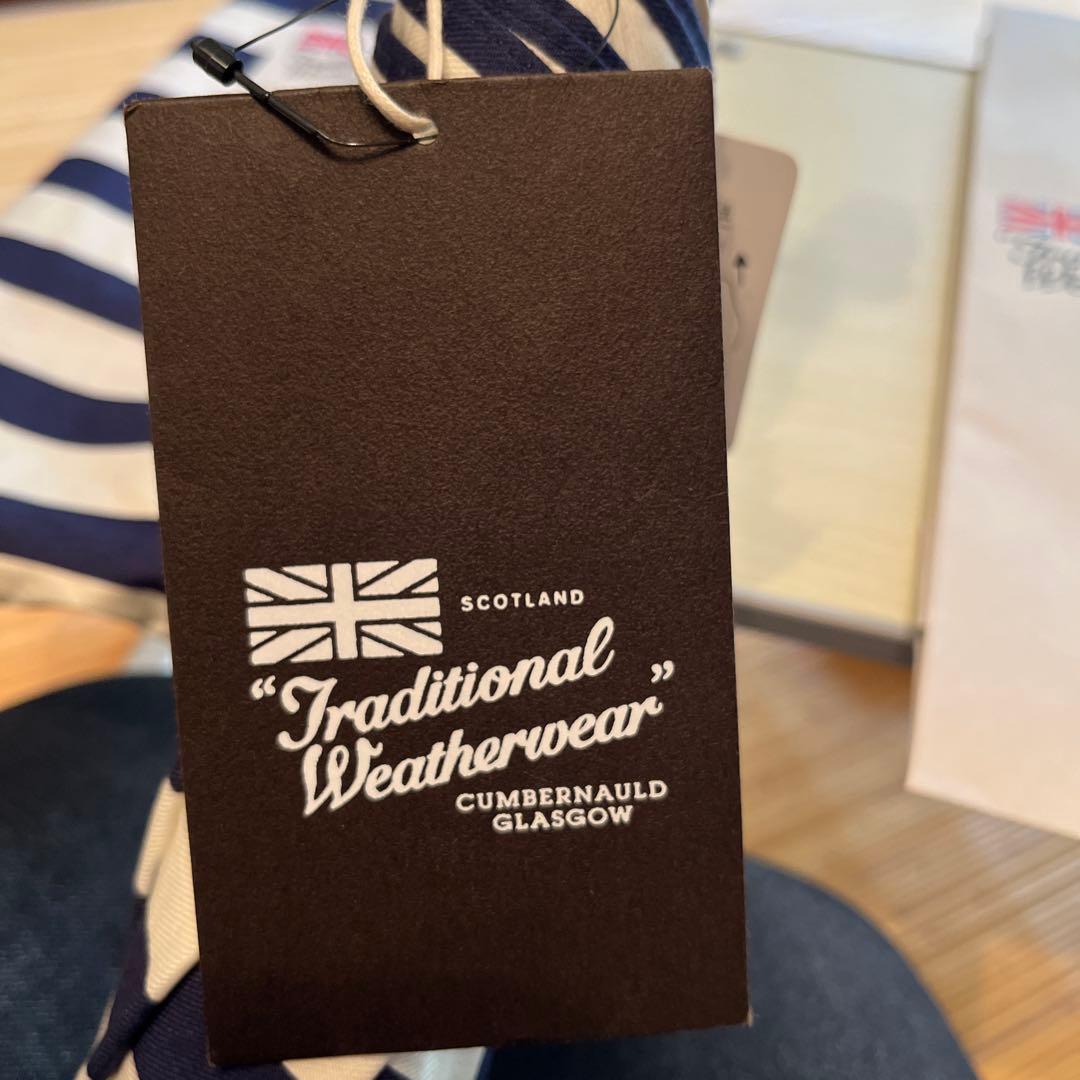 SCOTLAND
“Traditional
Weatherwear”
CUMBERNAULD
GLASGOW